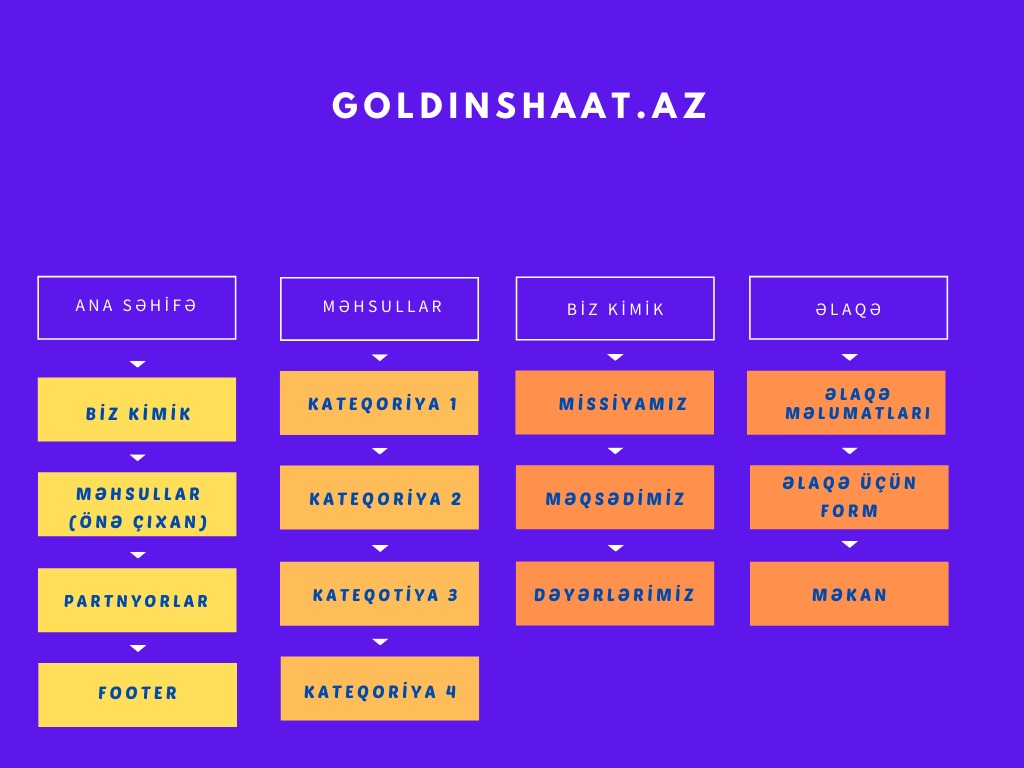 GOLDINSHAAT.AZ
ANA SƏHİFƏ
BİZ KİMİK
MƏHSULLAR
(ÖNƏ ÇIXAN)
PARTNYORLAR
FOOTER
MƏHSULLAR
KATEQORİYA 1
KATEQORİYA 2
KATEQOTİYA 3
KATEQORİYA 4
BİZ KİMİK
MİSSİYAMIZ
MƏQSƏDİMİZ
DƏYƏRLƏRİMİZ
ƏLAQƏ
ƏLAQƏ
MƏLUMATLARI
ƏLAQƏ ÜÇÜN
FORM
MƏKAN